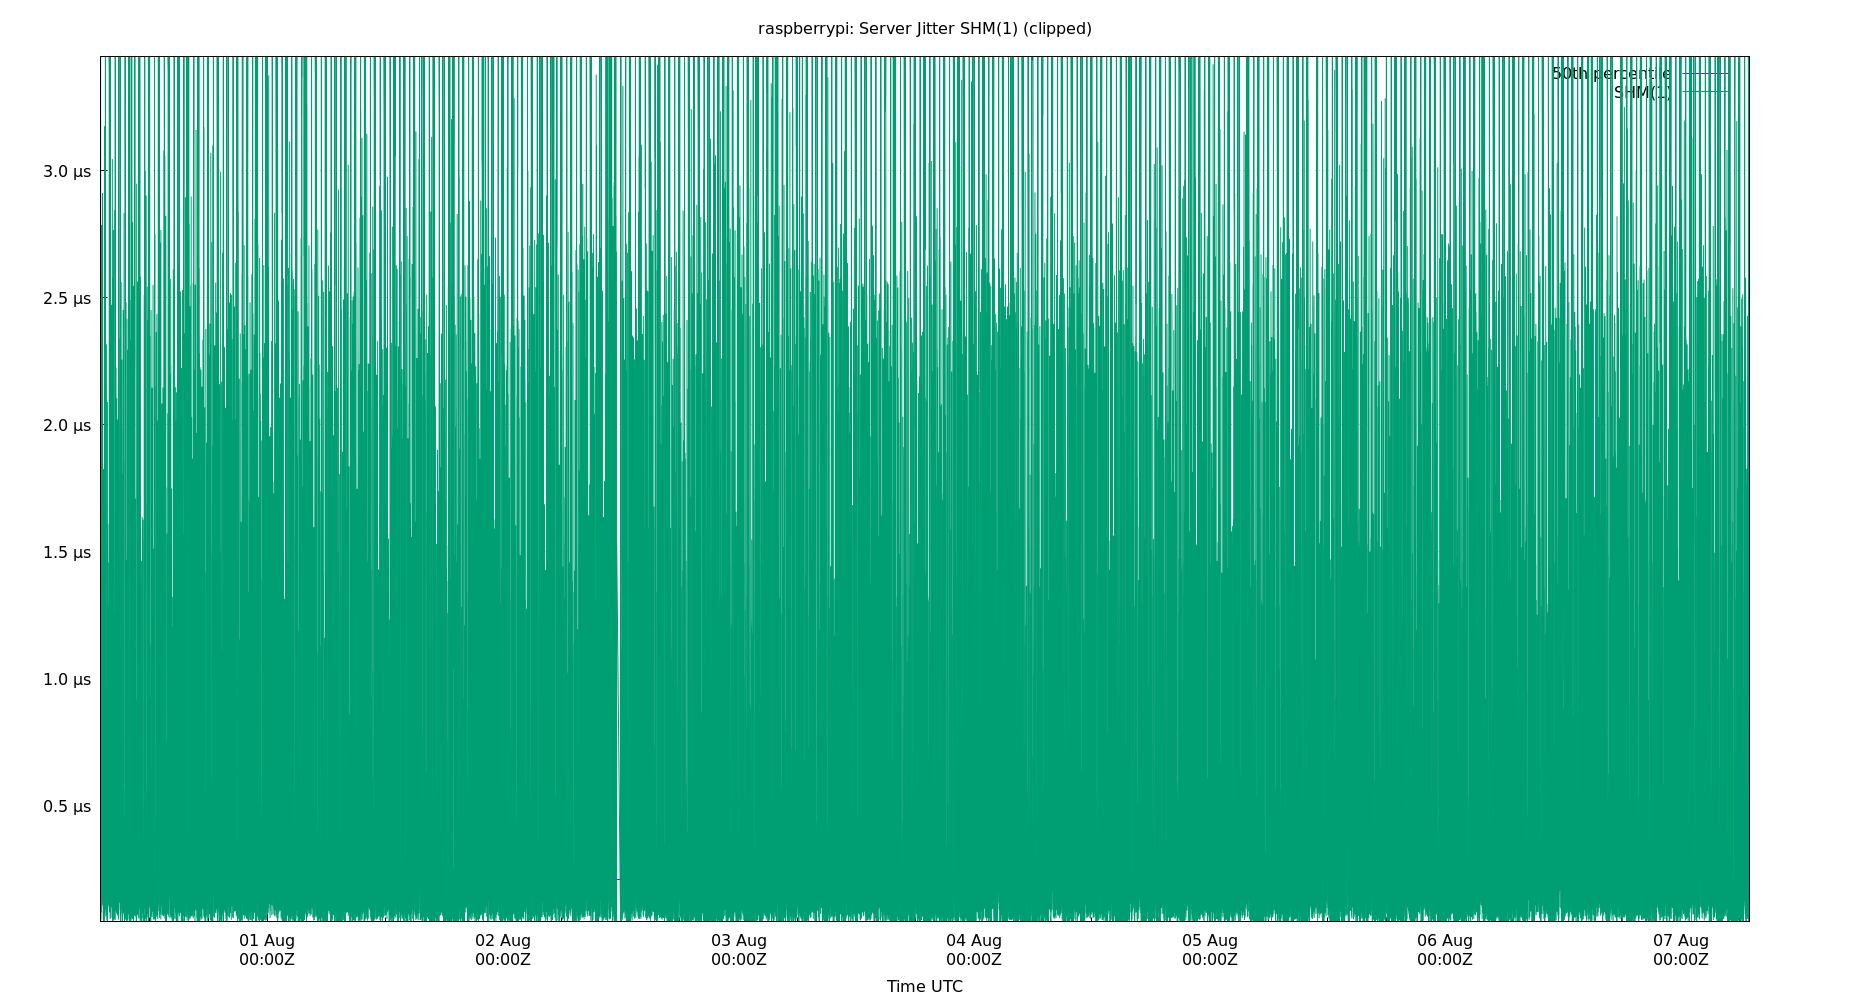 raspberrypi: Server Jitter SHM(1) (clipped)
50th percentile
SHM(1)
3.0 µs
2.5 µs
2.0 µs
1.5 µs
1.0 µs
0.5 µs
01 Aug 02 Aug 03 Aug 04 Aug 05 Aug 06 Aug 07 Aug
00:00Z 00:00Z 00:00Z 00:00Z 00:00Z 00:00Z 00:00Z
Time UTC